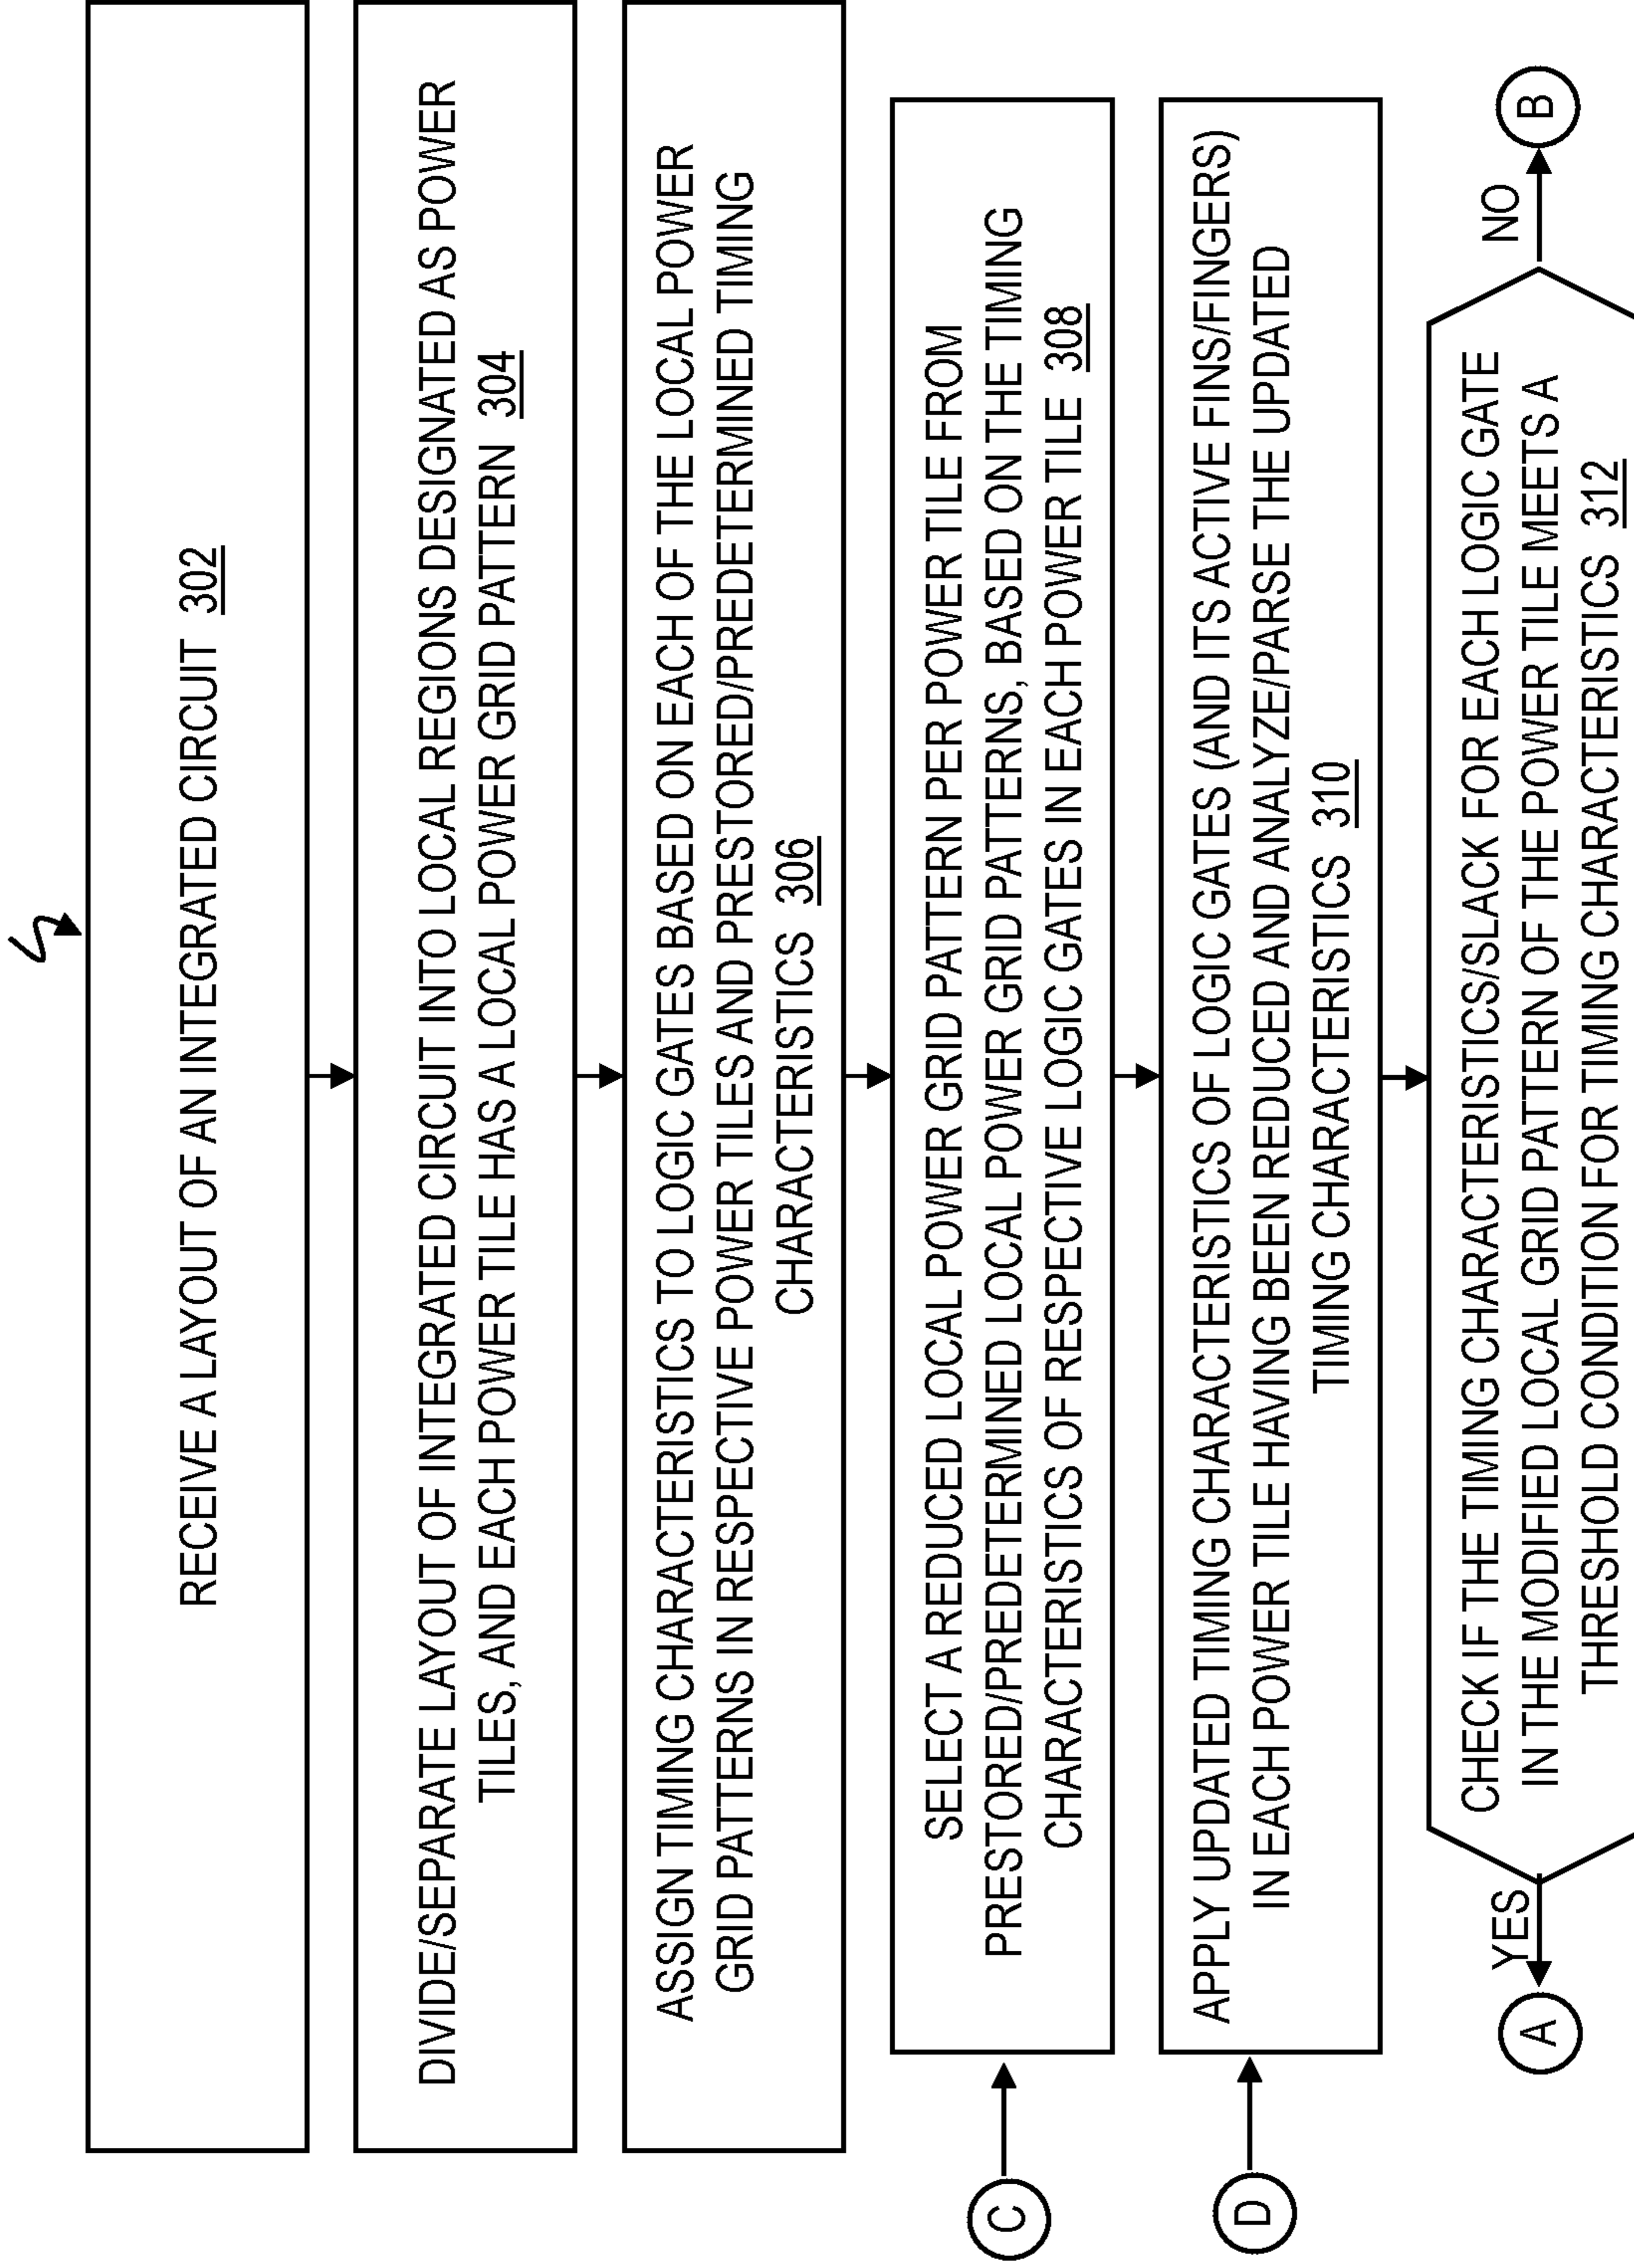 RECEIVE A LAYOUT OF AN INTEGRATED CIRCUIT 302
DIVIDE/SEPARATE LAYOUT OF INTEGRATED CIRCUIT INTO LOCAL REGIONS DESIGNATED AS POWER
TILES, AND EACH POWER TILE HAS A LOCAL POWER GRID PATTERN 304
ASSIGN TIMING CHARACTERISTICS TO LOGIC GATES BASED ON EACH OF THE LOCAL POWER
GRID PATTERNS IN RESPECTIVE POWER TILES AND PRESTORED/PREDETERMINED TIMING
CHARACTERISTICS 306
C
SELECT A REDUCED LOCAL POWER GRID PATTERN PER POWER TILE FROM
PRESTORED/PREDETERMINED LOCAL POWER GRID PATTERNS, BASED ON THE TIMING
CHARACTERISTICS OF RESPECTIVE LOGIC GATES IN EACH POWER TILE 308
D
APPLY UPDATED TIMING CHARACTERISTICS OF LOGIC GATES (AND ITS ACTIVE FINS/FINGERS)
IN EACH POWER TILE HAVING BEEN REDUCED AND ANALYZE/PARSE THE UPDATED
TIMING CHARACTERISTICS 310
CHECK IF THE TIMING CHARACTERISTICS/SLACK FOR EACH LOGIC GATE
IN THE MODIFIED LOCAL GRID PATTERN OF THE POWER TILE MEETS A
THRESHOLD CONDITION FOR TIMING CHARACTERISTICS 312
YES
A
NO
B